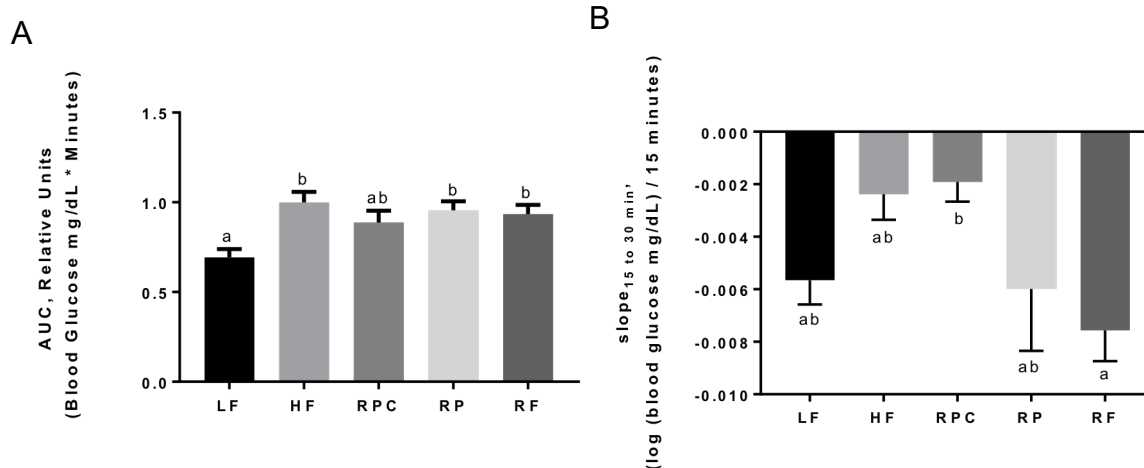 A
AUC, Relative Units
(Blood Glucose mg/dL * Minutes)
1.5
1.0
0.5
0.0
a
b
ab
b
b
LF
HF
RPC
RP
RF
B
slope15 to 30 min,
(log (blood glucose mg/dL) / 15 minutes)
0.000
-0.002
-0.004
-0.006
-0.008
-0.010
ab
ab
b
ab
a
LF
HF
RPC
RP
RF